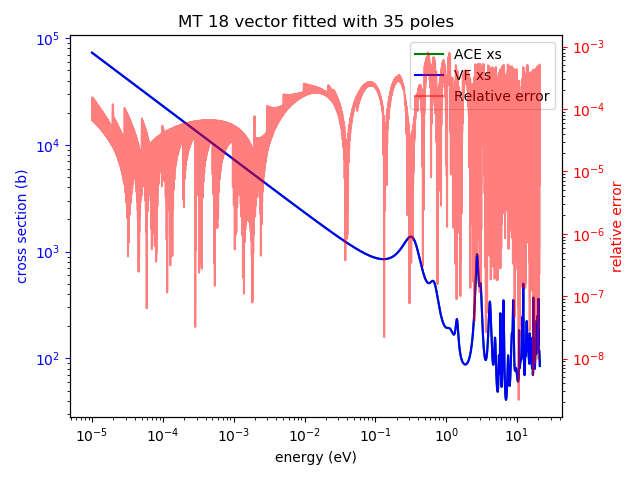 MT 18 vector fitted with 35 poles
ACE xs
VF xs
Relative error
cross section (b)
10^5
10^4
10^3
10^2
relative error
10^-3
10^-4
10^-5
10^-6
10^-7
10^-8
10^-5 10^-4 10^-3 10^-2 10^-1 10^0 10^1
energy (eV)